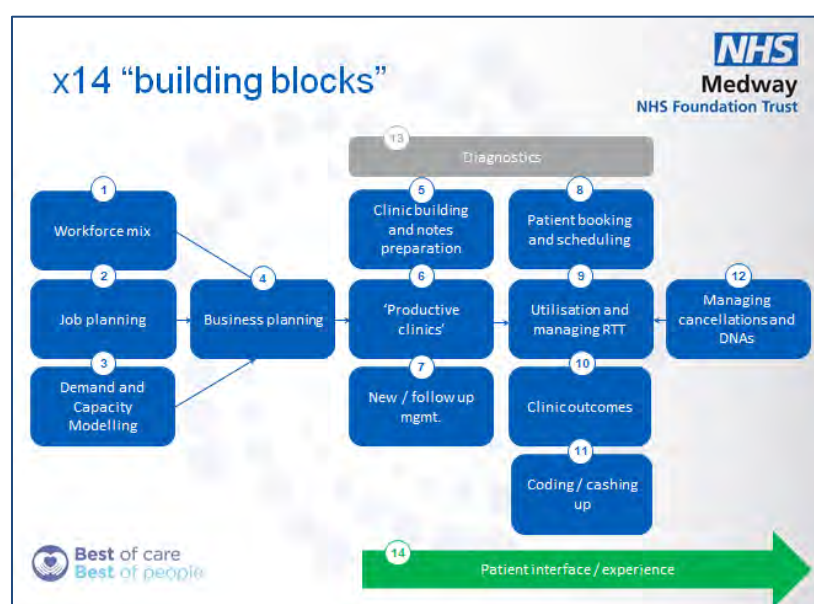 x14 “building blocks”
NHS
Medway
NHS Foundation Trust
13
Diagnostics
1
Workforce mix
2
Job planning
3
Demand and
Capacity
Modelling
4
Business planning
5
Clinic building
and notes
preparation
6
‘Productive
clinics’
7
New / follow up
mgmt.
8
Patient booking
and scheduling
9
Utilisation and
managing RTT
10
Clinic outcomes
11
Coding / cashing
up
12
Managing
cancellations and
DNAs
14
Patient interface / experience
Best of care
Best of people